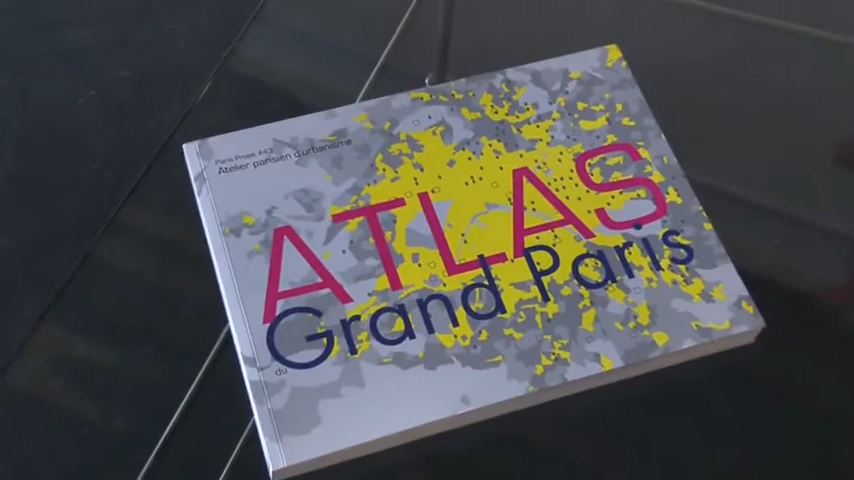 Paris Projet #43
Atelier parisien d'urbanisme
ATLAS
du Grand Paris